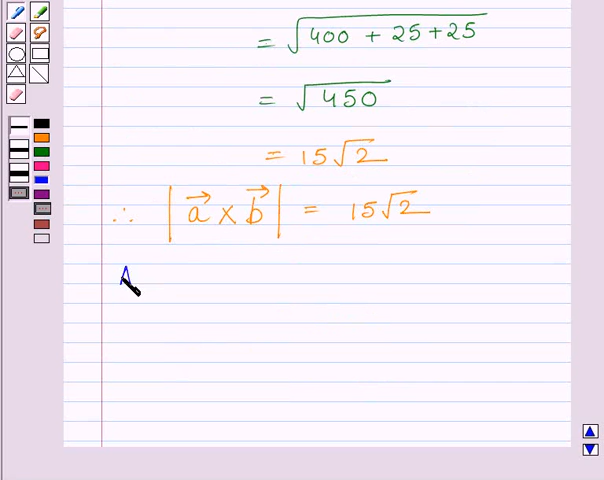 = √400 + 25 + 25
= √450
= 15√2
∴ |a⃗ x b⃗| = 15√2
A